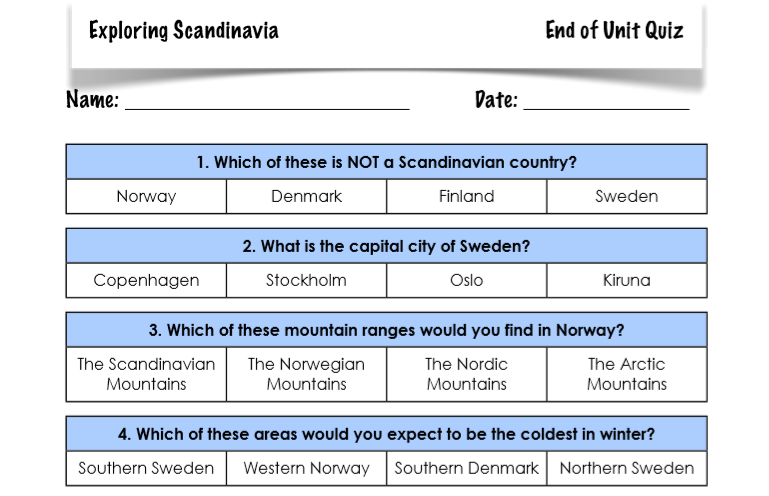 Exploring Scandinavia End of Unit Quiz
Name: Date:
1. Which of these is NOT a Scandinavian country?
Norway Denmark Finland Sweden
2. What is the capital city of Sweden?
Copenhagen Stockholm Oslo Kiruna
3. Which of these mountain ranges would you find in Norway?
The Scandinavian Mountains The Norwegian Mountains The Nordic Mountains The Arctic Mountains
4. Which of these areas would you expect to be the coldest in winter?
Southern Sweden Western Norway Southern Denmark Northern Sweden